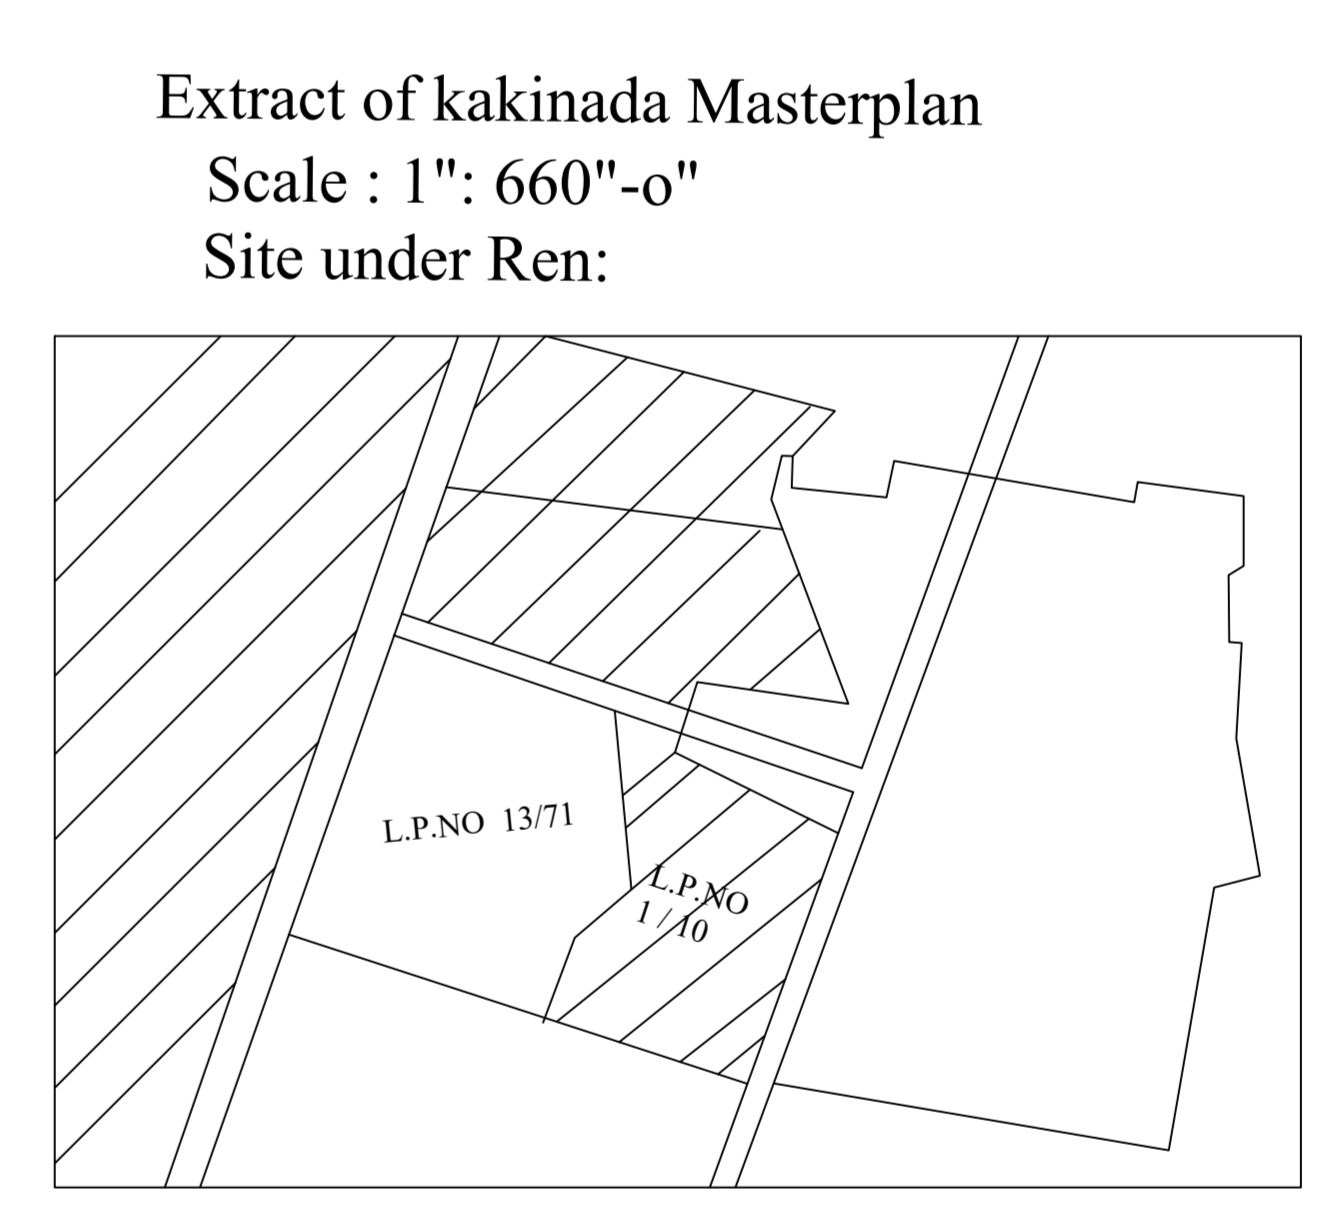 Extract of kakinada Masterplan
Scale : 1": 660"-o"
Site under Ren:
L.P.NO 13/71
L.P.NO
1 / 10